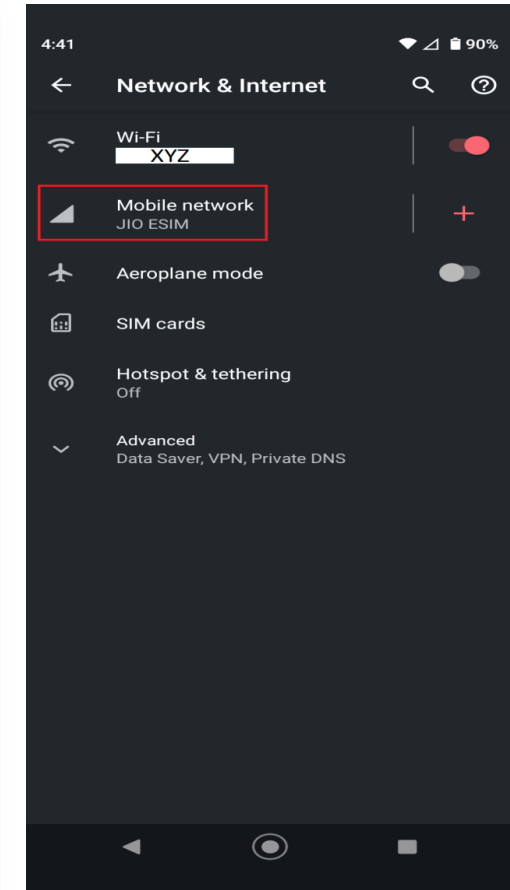 4:41
90%
Network & Internet
Wi-Fi
XYZ
Mobile network
JIO ESIM
Aeroplane mode
SIM cards
Hotspot & tethering
Off
Advanced
Data Saver, VPN, Private DNS